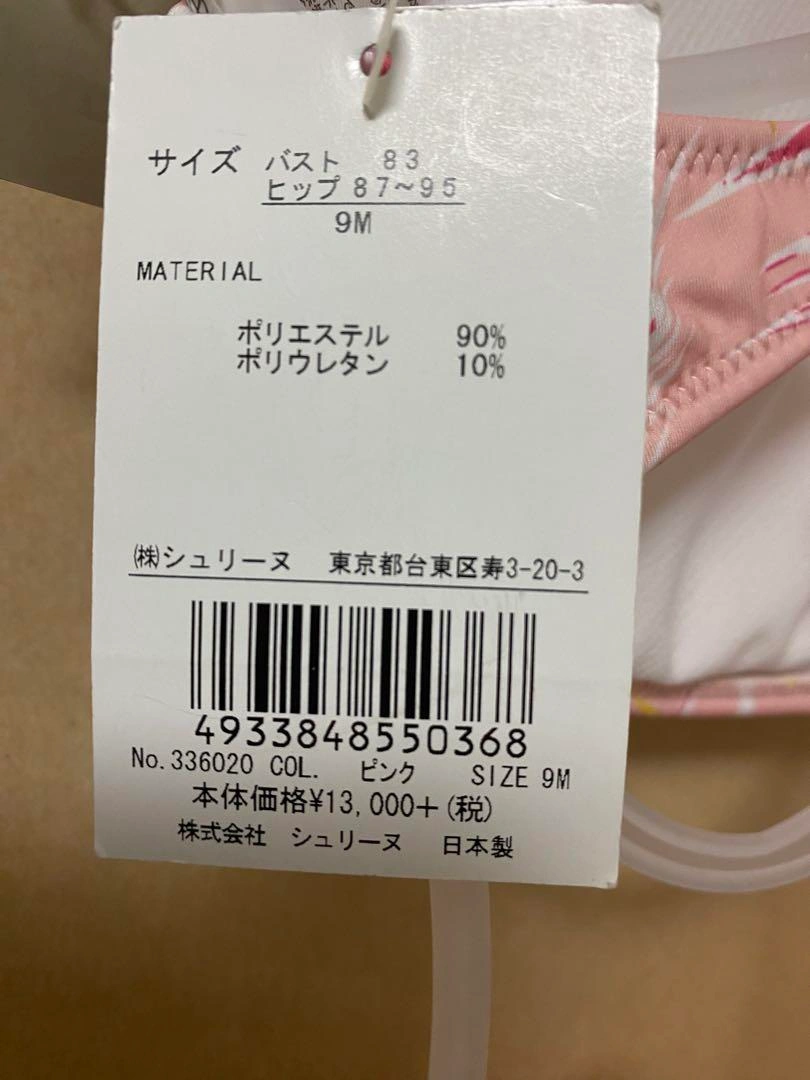 サイズ バスト 83
ヒップ 87~95
9M
MATERIAL
ポリエステル 90%
ポリウレタン 10%
㈱シュリーヌ 東京都台東区寿3-20-3
4933848550368
No.336020 COL. ピンク SIZE 9M
本体価格¥13,000+(税)
株式会社 シュリーヌ 日本製